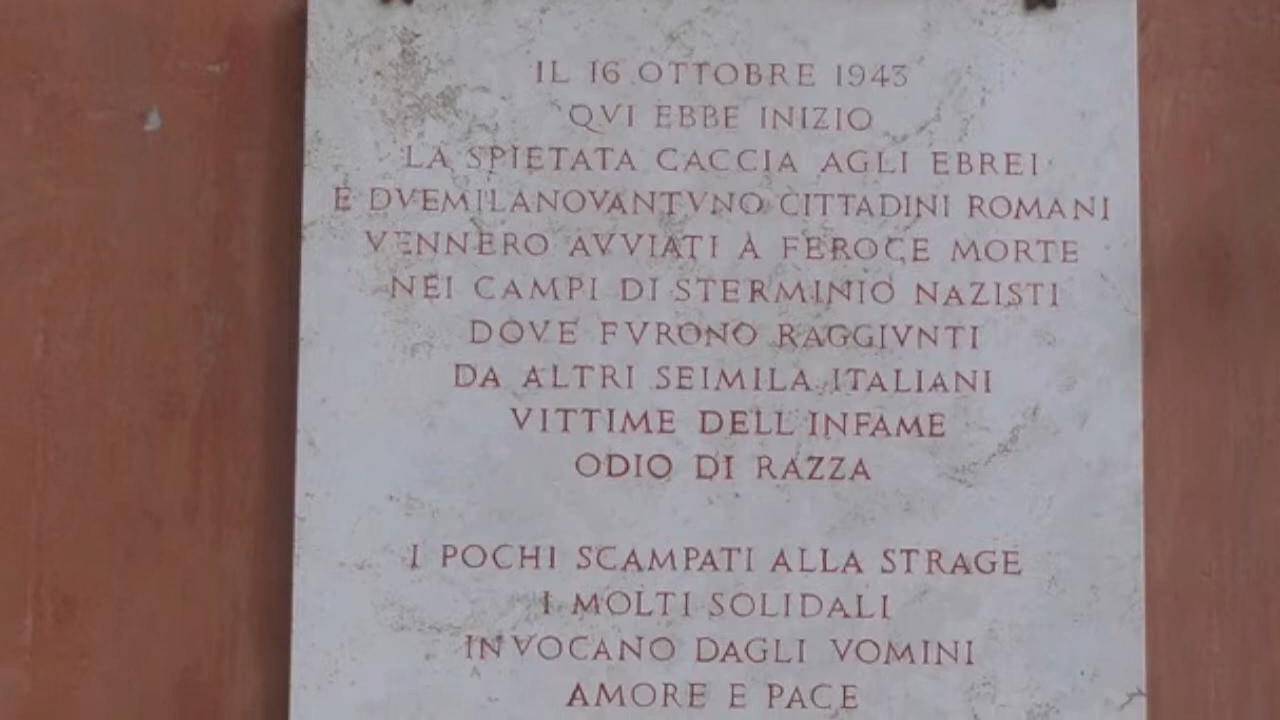 IL 16 OTTOBRE 1943
QVI EBBE INIZIO
LA SPIETATA CACCIA AGLI EBREI
E DVEMILANOVANTVNO CITTADINI ROMANI
VENNERO AVVIATI A FEROCE MORTE
NEI CAMPI DI STERMINIO NAZISTI
DOVE FVRONO RAGGIVNTI
DA ALTRI SEIMILA ITALIANI
VITTIME DELL'INFAME
ODIO DI RAZZA
I POCHI SCAMPATI ALLA STRAGE
I MOLTI SOLIDALI
INVOCANO DAGLI VOMINI
AMORE E PACE